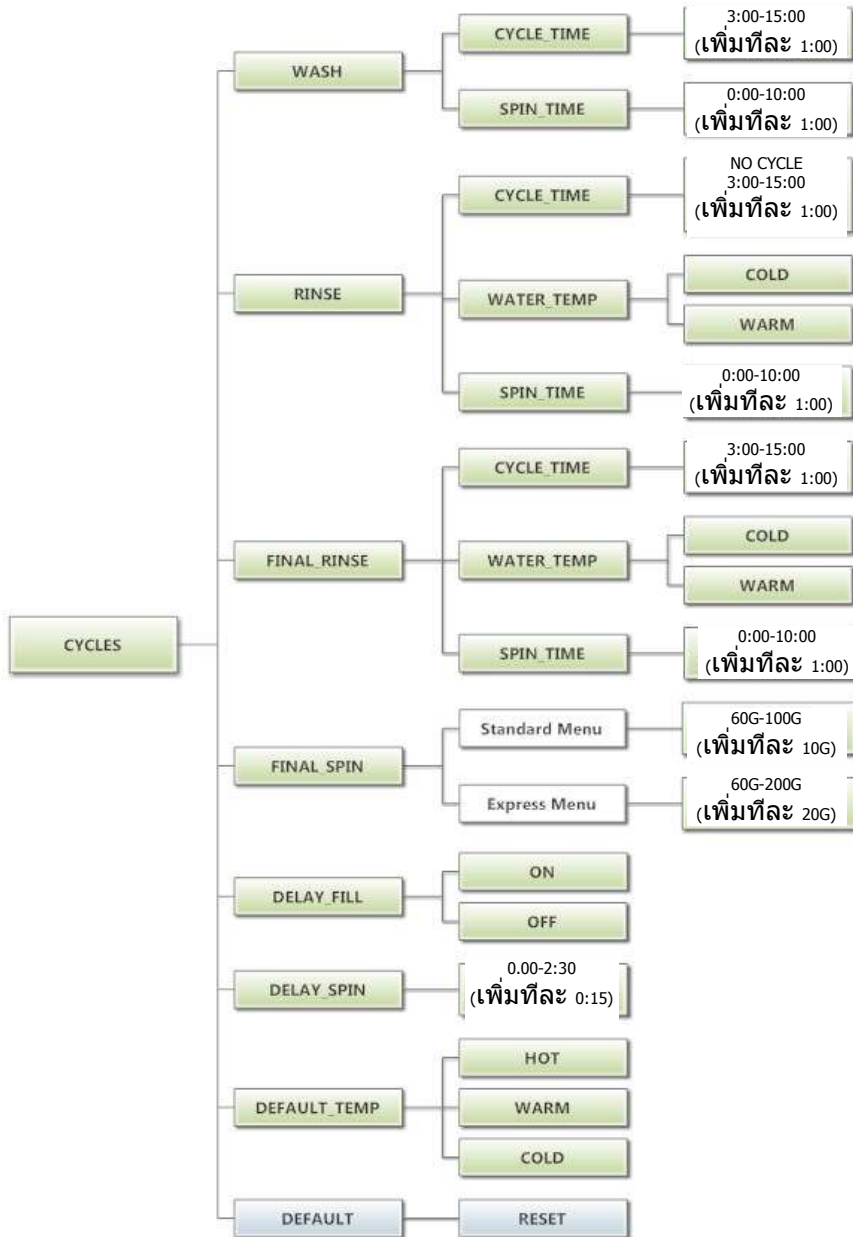 CYCLES
WASH
CYCLE_TIME
3:00-15:00
(เพิ่มทีละ 1:00)
SPIN_TIME
0:00-10:00
(เพิ่มทีละ 1:00)
RINSE
CYCLE_TIME
NO CYCLE
3:00-15:00
(เพิ่มทีละ 1:00)
WATER_TEMP
COLD
WARM
SPIN_TIME
0:00-10:00
(เพิ่มทีละ 1:00)
FINAL_RINSE
CYCLE_TIME
3:00-15:00
(เพิ่มทีละ 1:00)
WATER_TEMP
COLD
WARM
SPIN_TIME
0:00-10:00
(เพิ่มทีละ 1:00)
FINAL_SPIN
Standard Menu
60G-100G
(เพิ่มทีละ 10G)
Express Menu
60G-200G
(เพิ่มทีละ 20G)
DELAY_FILL
ON
OFF
DELAY_SPIN
0.00-2:30
(เพิ่มทีละ 0:15)
DEFAULT_TEMP
HOT
WARM
COLD
DEFAULT
RESET